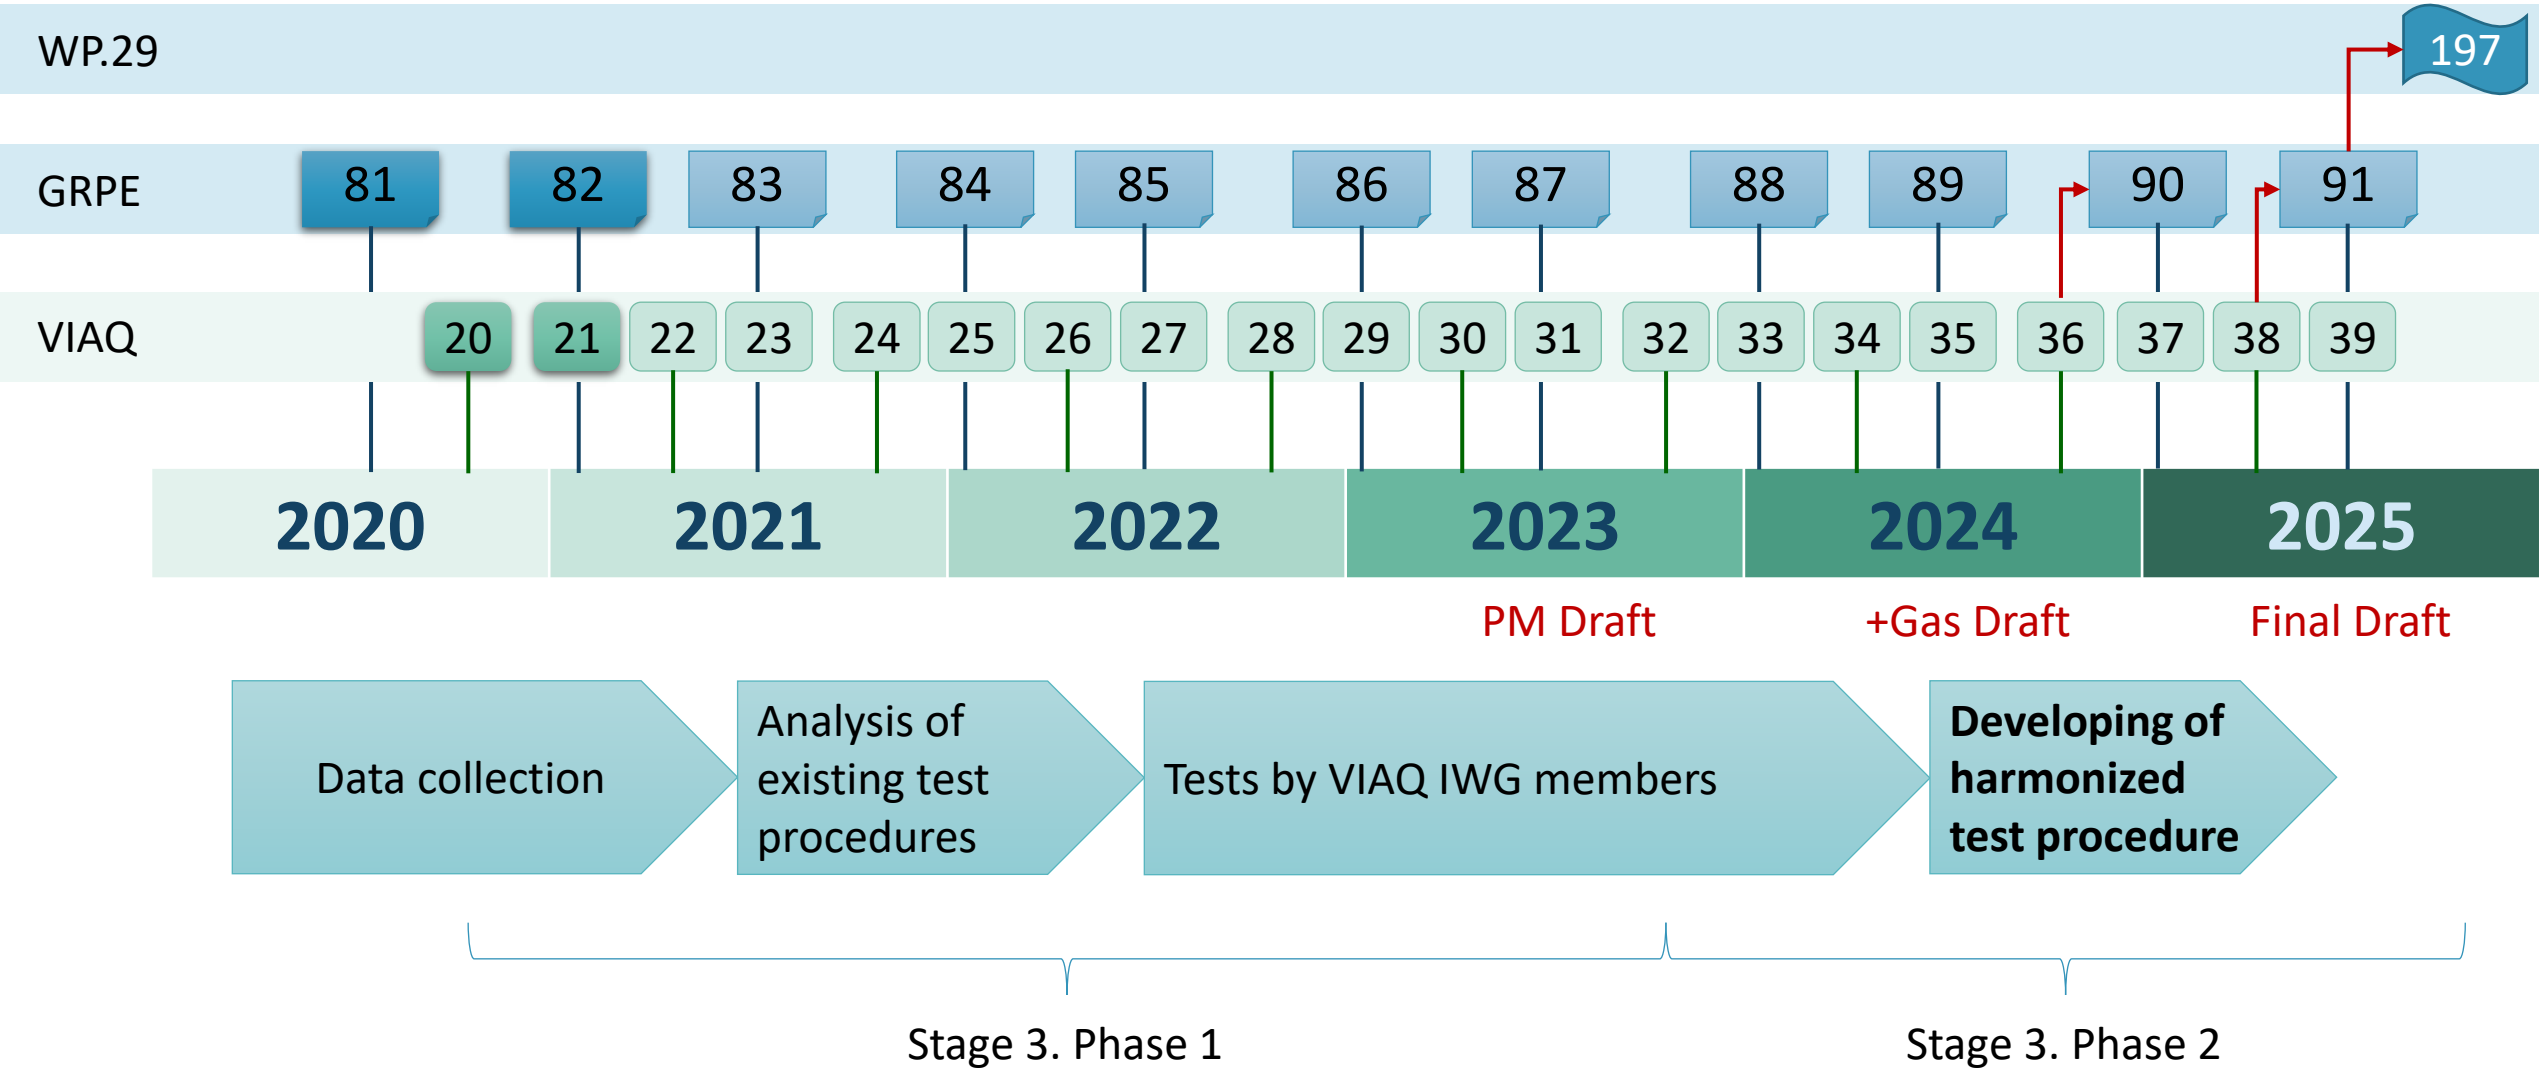 WP.29
197
GRPE
81 82 83 84 85 86 87 88 89 90 91
VIAQ
20 21 22 23 24 25 26 27 28 29 30 31 32 33 34 35 36 37 38 39
2020 2021 2022 2023 2024 2025
PM Draft +Gas Draft Final Draft
Data collection
Analysis of
existing test
procedures
Tests by VIAQ IWG members
Developing of
harmonized
test procedure
Stage 3. Phase 1
Stage 3. Phase 2